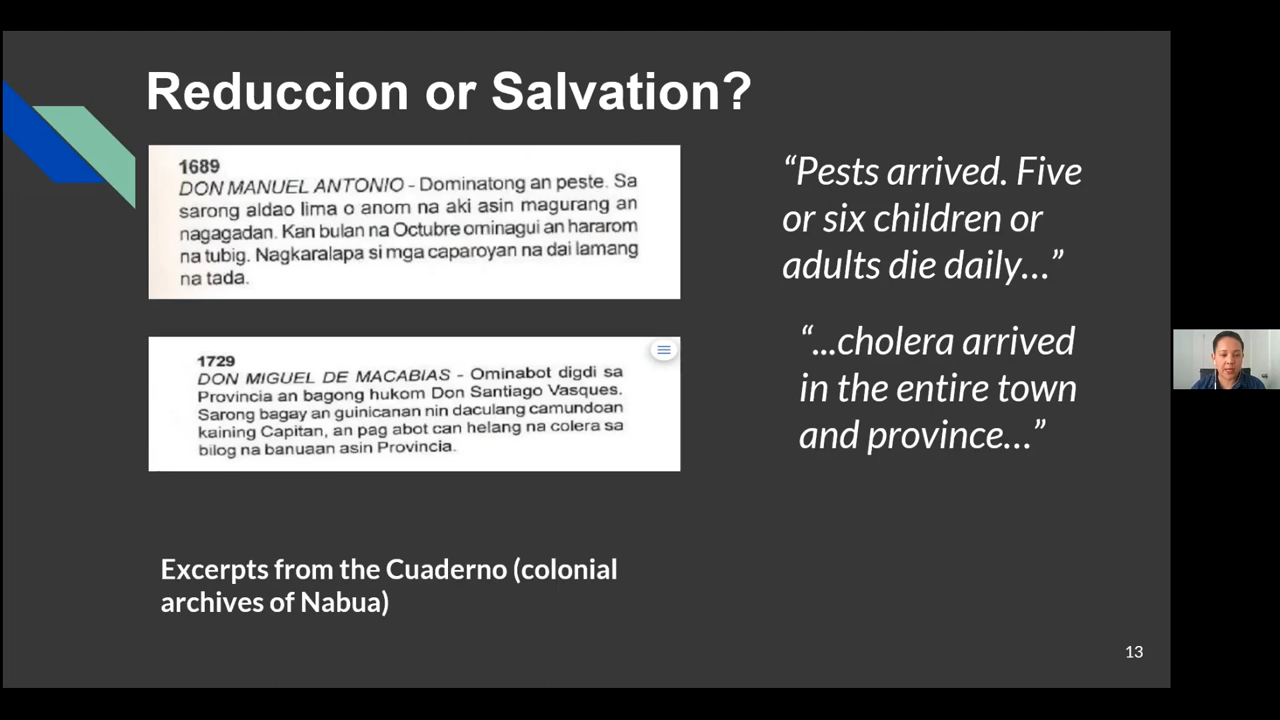 Reduccion or Salvation?
1689
DON MANUEL ANTONIO - Dominatong an peste. Sa
sarong aldao lima o anom na aki asin magurang an
nagagadan. Kan bulan na Octubre ominagui an hararom
na tubig. Nagkaralapa si mga caparoyan na dai lamang
na tada.
1729
DON MIGUEL DE MACABIAS - Ominabot digdi sa
Provincia an bagong hukom Don Santiago Vasques.
Sarong bagay an guinicanan nin daculang camundoan
kaining Capitan, an pag abot can helang na colera sa
bilog na banuaan asin Provincia.
Excerpts from the Cuaderno (colonial
archives of Nabua)
“Pests arrived. Five
or six children or
adults die daily…”
“...cholera arrived
in the entire town
and province…”
13